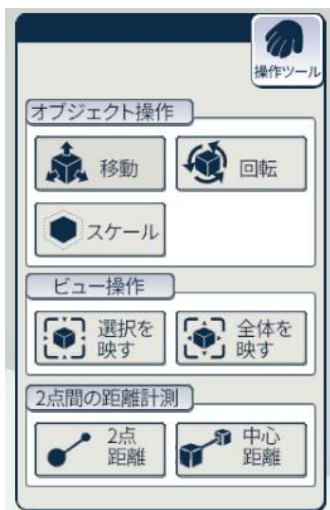 操作ツール
オブジェクト操作
移動
回転
スケール
ビュー操作
選択を
映す
全体を
映す
2点間の距離計測
2点
距離
中心
距離